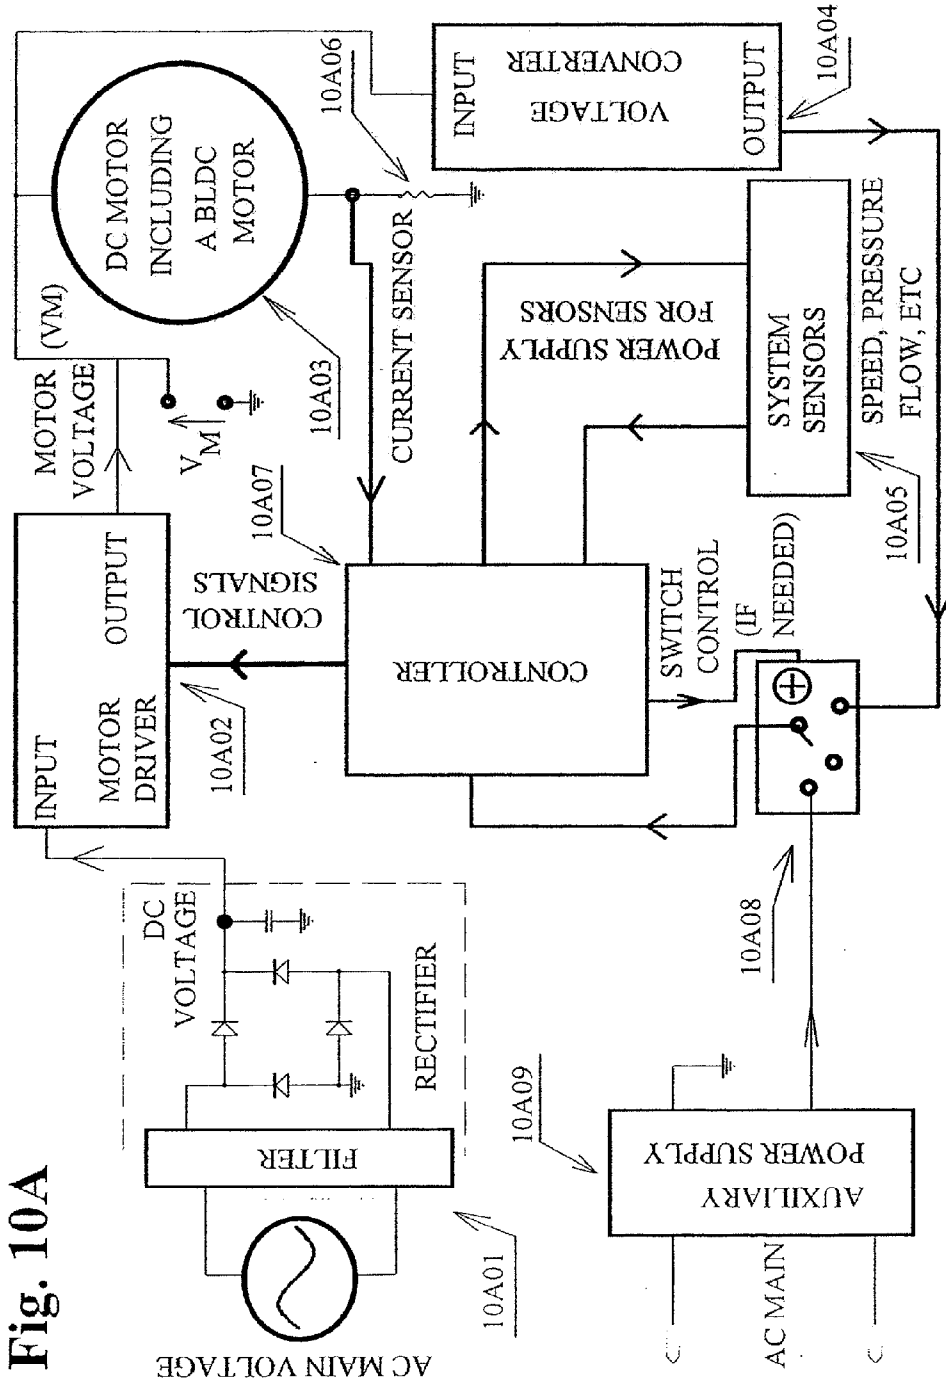 Fig. 10A
AC MAIN VOLTAGE
FILTER
RECTIFIER
DC
VOLTAGE
10A01
INPUT
MOTOR
DRIVER
OUTPUT
10A02
MOTOR
VOLTAGE
(VM)
VM
DC MOTOR
INCLUDING
A BLDC
MOTOR
10A03
10A06
CURRENT SENSOR
INPUT
VOLTAGE
CONVERTER
OUTPUT
10A04
CONTROL
SIGNALS
10A07
CONTROLLER
POWER SUPPLY
FOR SENSORS
SYSTEM
SENSORS
SPEED, PRESSURE
FLOW, ETC
10A05
SWITCH
CONTROL
(IF
NEEDED)
10A08
10A09
AUXILIARY
POWER SUPPLY
AC MAIN